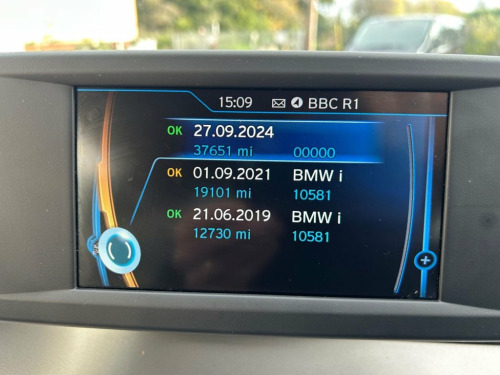 15:09 BBC R1
OK 27.09.2024
37651 mi 00000
OK 01.09.2021 BMW i
19101 mi 10581
OK 21.06.2019 BMW i
12730 mi 10581